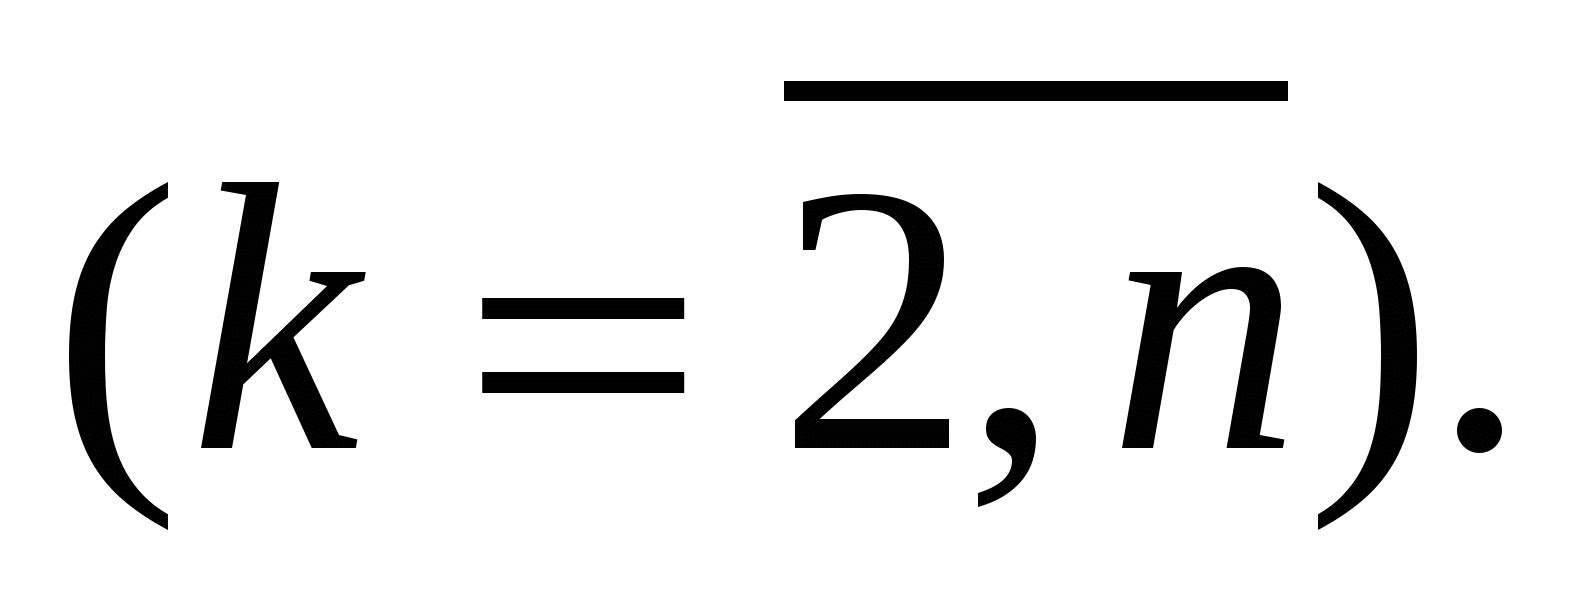 (k = \overline{2, n}).